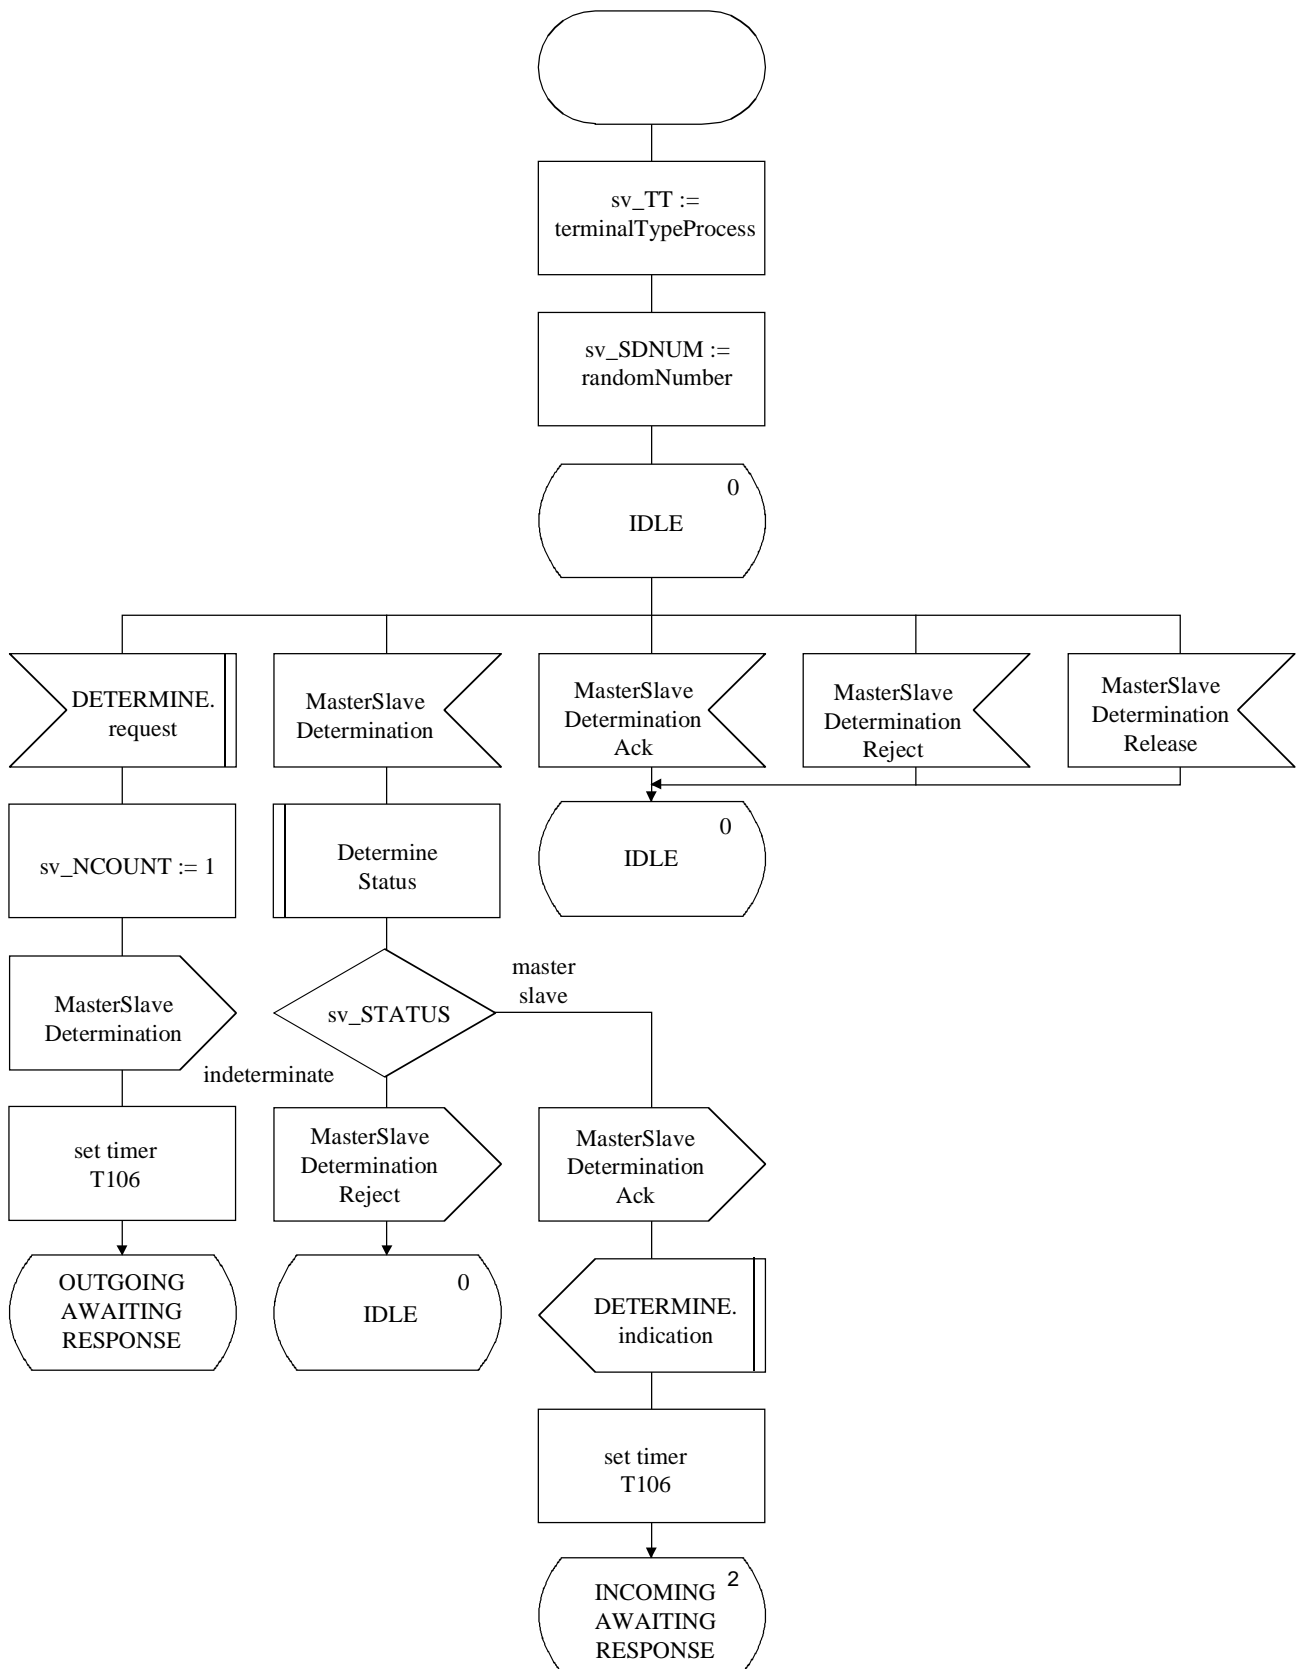 sv_TT :=
terminalTypeProcess
sv_SDNUM :=
randomNumber
0
IDLE
DETERMINE.
request
MasterSlave
Determination
MasterSlave
Determination
Ack
MasterSlave
Determination
Reject
MasterSlave
Determination
Release
sv_NCOUNT := 1
Determine
Status
0
IDLE
MasterSlave
Determination
sv_STATUS
master
slave
indeterminate
set timer
T106
MasterSlave
Determination
Reject
MasterSlave
Determination
Ack
OUTGOING
AWAITING
RESPONSE
0
IDLE
DETERMINE.
indication
set timer
T106
INCOMING 2
AWAITING
RESPONSE